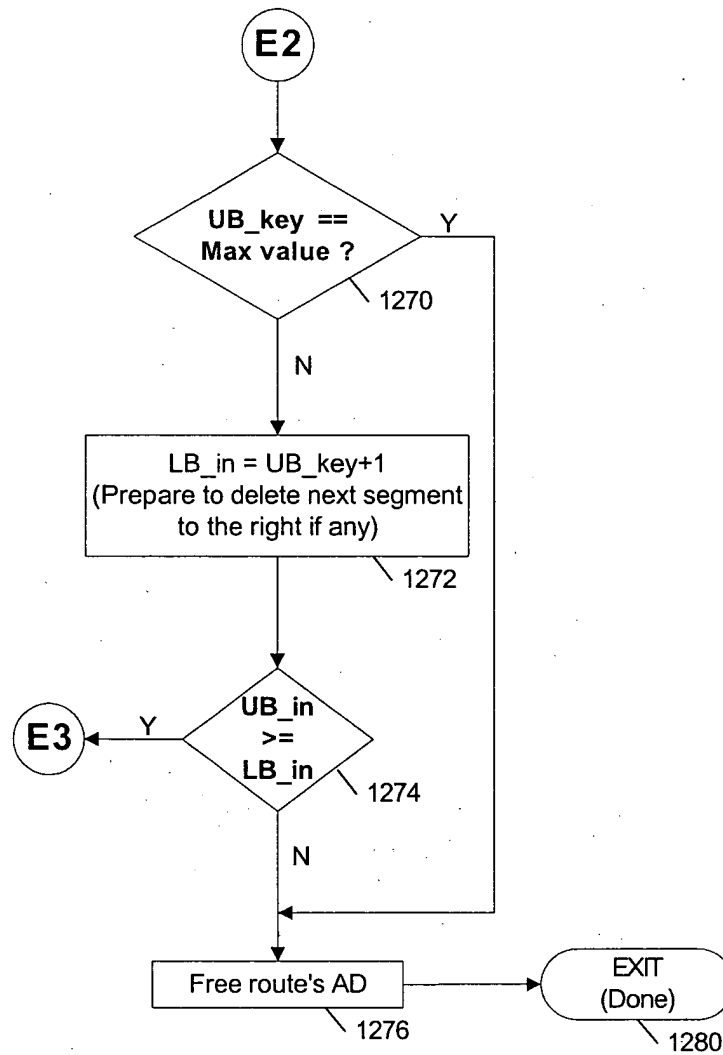 E2
UB_key ==
Max value ?
Y
1270
N
LB_in = UB_key+1
(Prepare to delete next segment
to the right if any)
1272
E3
Y
UB_in
>=
LB_in
1274
N
Free route's AD
1276
EXIT
(Done)
1280